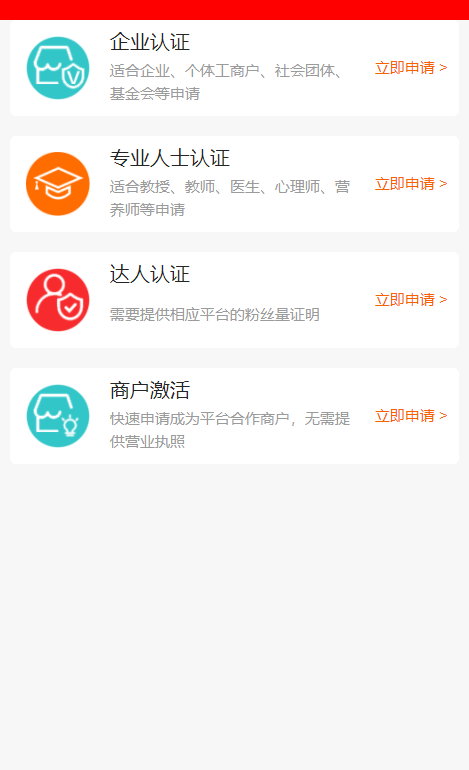 企业认证
适合企业、个体工商户、社会团体、
基金会等申请
立即申请 >
专业人士认证
适合教授、教师、医生、心理师、营
养师等申请
立即申请 >
达人认证
需要提供相应平台的粉丝量证明
立即申请 >
商户激活
快速申请成为平台合作商户，无需提
供营业执照
立即申请 >